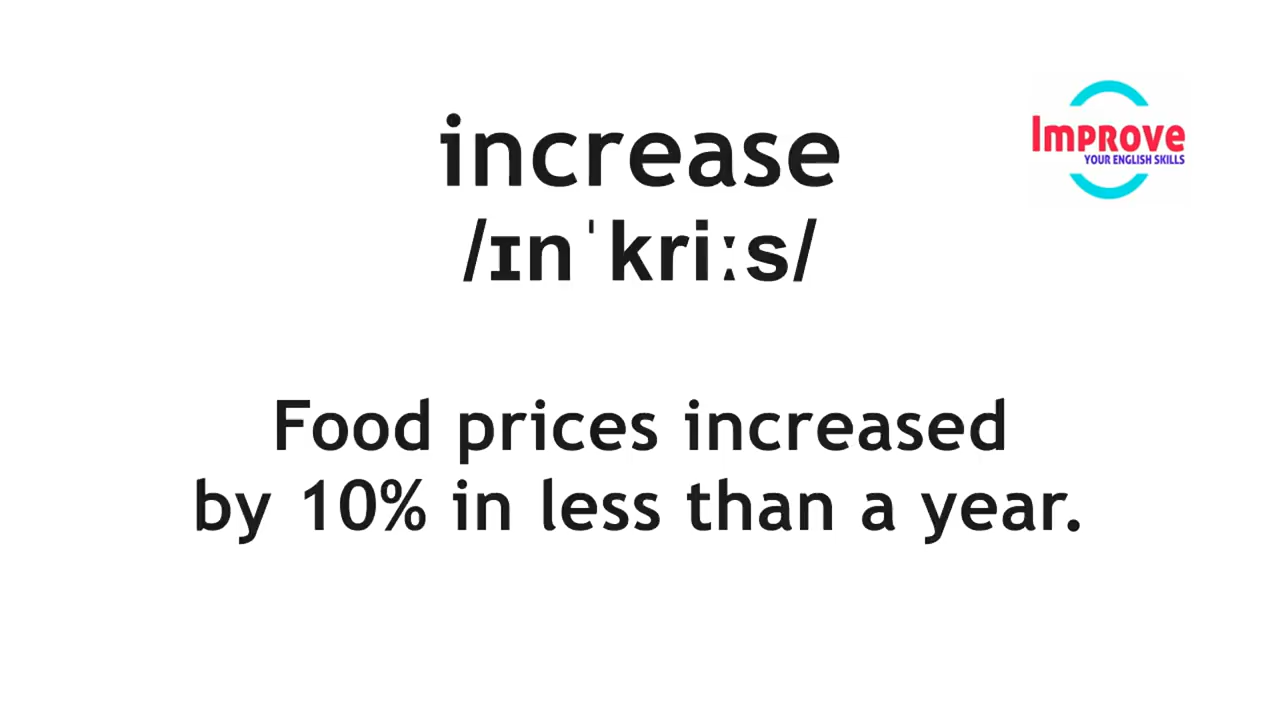 increase
/ɪnˈkriːs/
Improve
YOUR ENGLISH SKILLS
Food prices increased
by 10% in less than a year.